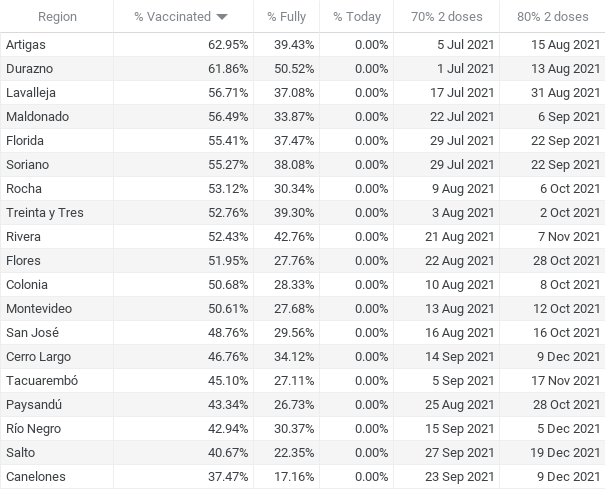 Region % Vaccinated % Fully % Today 70% 2 doses 80% 2 doses
Artigas 62.95% 39.43% 0.00% 5 Jul 2021 15 Aug 2021
Durazno 61.86% 50.52% 0.00% 1 Jul 2021 13 Aug 2021
Lavalleja 56.71% 37.08% 0.00% 17 Jul 2021 31 Aug 2021
Maldonado 56.49% 33.87% 0.00% 22 Jul 2021 6 Sep 2021
Florida 55.41% 37.47% 0.00% 29 Jul 2021 22 Sep 2021
Soriano 55.27% 38.08% 0.00% 29 Jul 2021 22 Sep 2021
Rocha 53.12% 30.34% 0.00% 9 Aug 2021 6 Oct 2021
Treinta y Tres 52.76% 39.30% 0.00% 3 Aug 2021 2 Oct 2021
Rivera 52.43% 42.76% 0.00% 21 Aug 2021 7 Nov 2021
Flores 51.95% 27.76% 0.00% 22 Aug 2021 28 Oct 2021
Colonia 50.68% 28.33% 0.00% 10 Aug 2021 8 Oct 2021
Montevideo 50.61% 27.68% 0.00% 13 Aug 2021 12 Oct 2021
San José 48.76% 29.56% 0.00% 16 Aug 2021 16 Oct 2021
Cerro Largo 46.76% 34.12% 0.00% 14 Sep 2021 9 Dec 2021
Tacuarembó 45.10% 27.11% 0.00% 5 Sep 2021 17 Nov 2021
Paysandú 43.34% 26.73% 0.00% 25 Aug 2021 28 Oct 2021
Río Negro 42.94% 30.37% 0.00% 15 Sep 2021 5 Dec 2021
Salto 40.67% 22.35% 0.00% 27 Sep 2021 19 Dec 2021
Canelones 37.47% 17.16% 0.00% 23 Sep 2021 9 Dec 2021